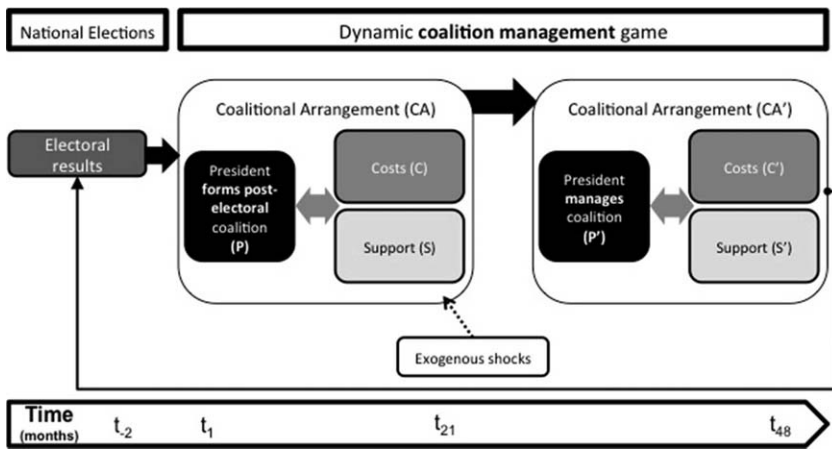 National Elections
Dynamic coalition management game
Coalitional Arrangement (CA)
Coalitional Arrangement (CA’)
Electoral
results
President
forms post-
electoral
coalition
(P)
Costs (C)
Support (S)
President
manages
coalition
(P’)
Costs (C’)
Support (S’)
Exogenous shocks
Time
(months)
t-2
t1
t21
t48